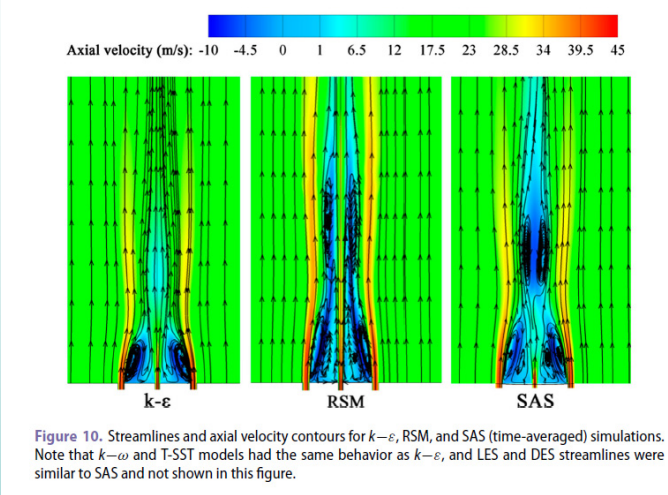 Axial velocity (m/s): -10 -4.5 0 1 6.5 12 17.5 23 28.5 34 39.5 45
k-ε RSM SAS
Figure 10. Streamlines and axial velocity contours for k−ε, RSM, and SAS (time-averaged) simulations.
Note that k−ω and T-SST models had the same behavior as k−ε, and LES and DES streamlines were
similar to SAS and not shown in this figure.